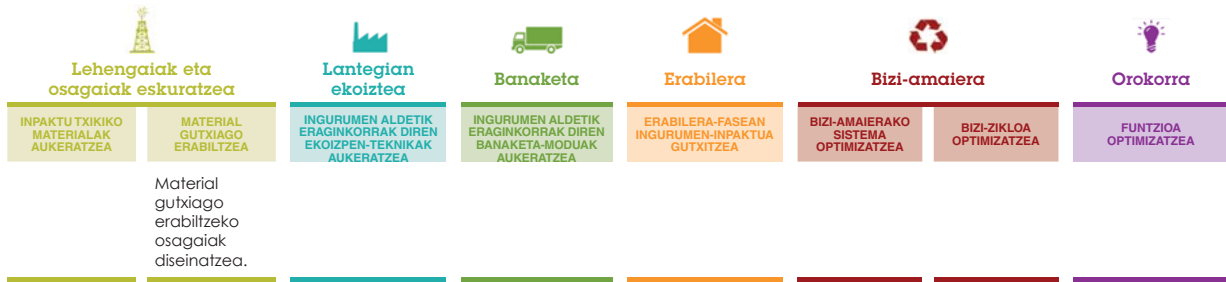 Lehengaiak eta
osagaiak eskuratzea
Lantegian
ekoiztea
Banaketa
Erabilera
Bizi-amaiera
Orokorra
INPAKTU TXIKIKO
MATERIALAK
AUKERATZEA
MATERIAL
GUTXIAGO
ERABILTZEA
INGURUMEN ALDETIK
ERAGINKORRAK DIREN
EKOIZPEN-TEKNIKAK
AUKERATZEA
INGURUMEN ALDETIK
ERAGINKORRAK DIREN
BANAKETA-MODUAK
AUKERATZEA
ERABILERA-FASEAN
INGURUMEN-INPAKTUA
GUTXITZEA
BIZI-AMAIERAKO
SISTEMA
OPTIMIZATZEA
BIZI-ZIKLOA
OPTIMIZATZEA
FUNTZIOA
OPTIMIZATZEA
Material
gutxiago
erabiltzeko
osagaiak
diseinatzea.